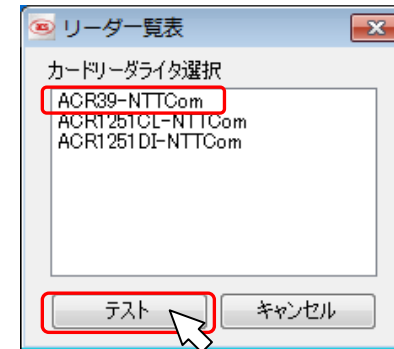 リーダ一覧表
カードリーダライタ選択
ACR39-NTTCom
ACR1251CL-NTTCom
ACR1251DI-NTTCom
テスト
キャンセル